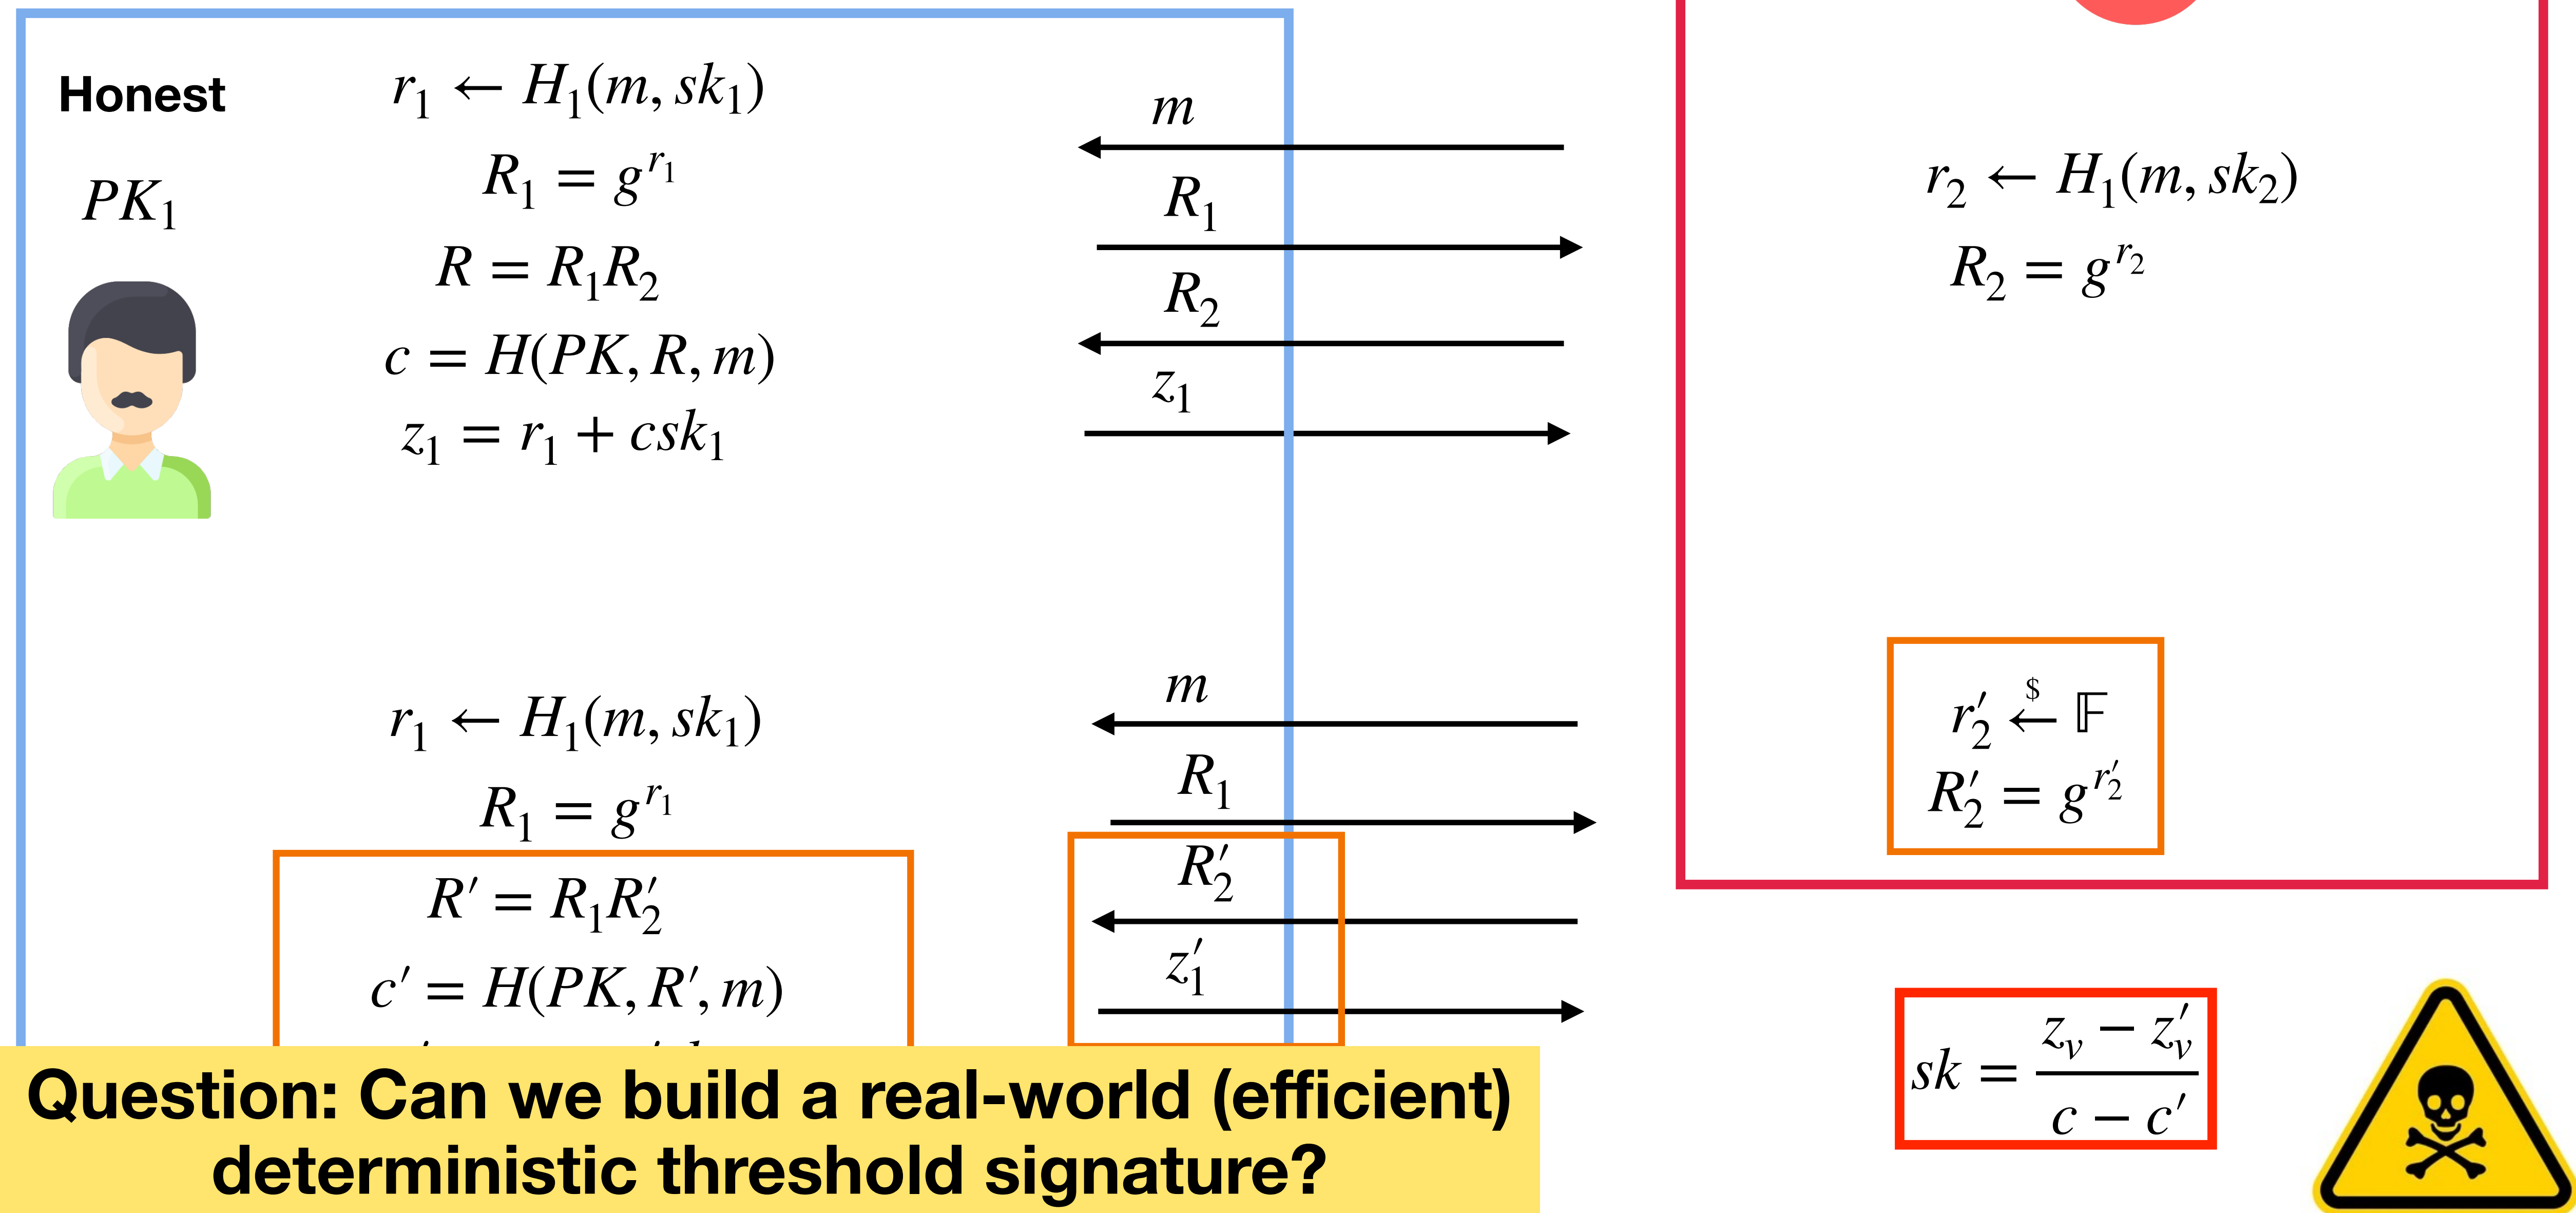 Honest
PK₁
r₁ ← H₁(m, sk₁)
R₁ = g^{r₁}
R = R₁R₂
c = H(PK, R, m)
z₁ = r₁ + csk₁
m
R₁
R₂
z₁
r₂ ← H₁(m, sk₂)
R₂ = g^{r₂}
r₁ ← H₁(m, sk₁)
R₁ = g^{r₁}
R′ = R₁R′₂
c′ = H(PK, R′, m)
m
R₁
R′₂
z′₁
$
r′₂ ← 𝔽
R′₂ = g^{r′₂}
sk = \frac{z_v − z′_v}{c − c′}
Question: Can we build a real-world (efficient)
deterministic threshold signature?